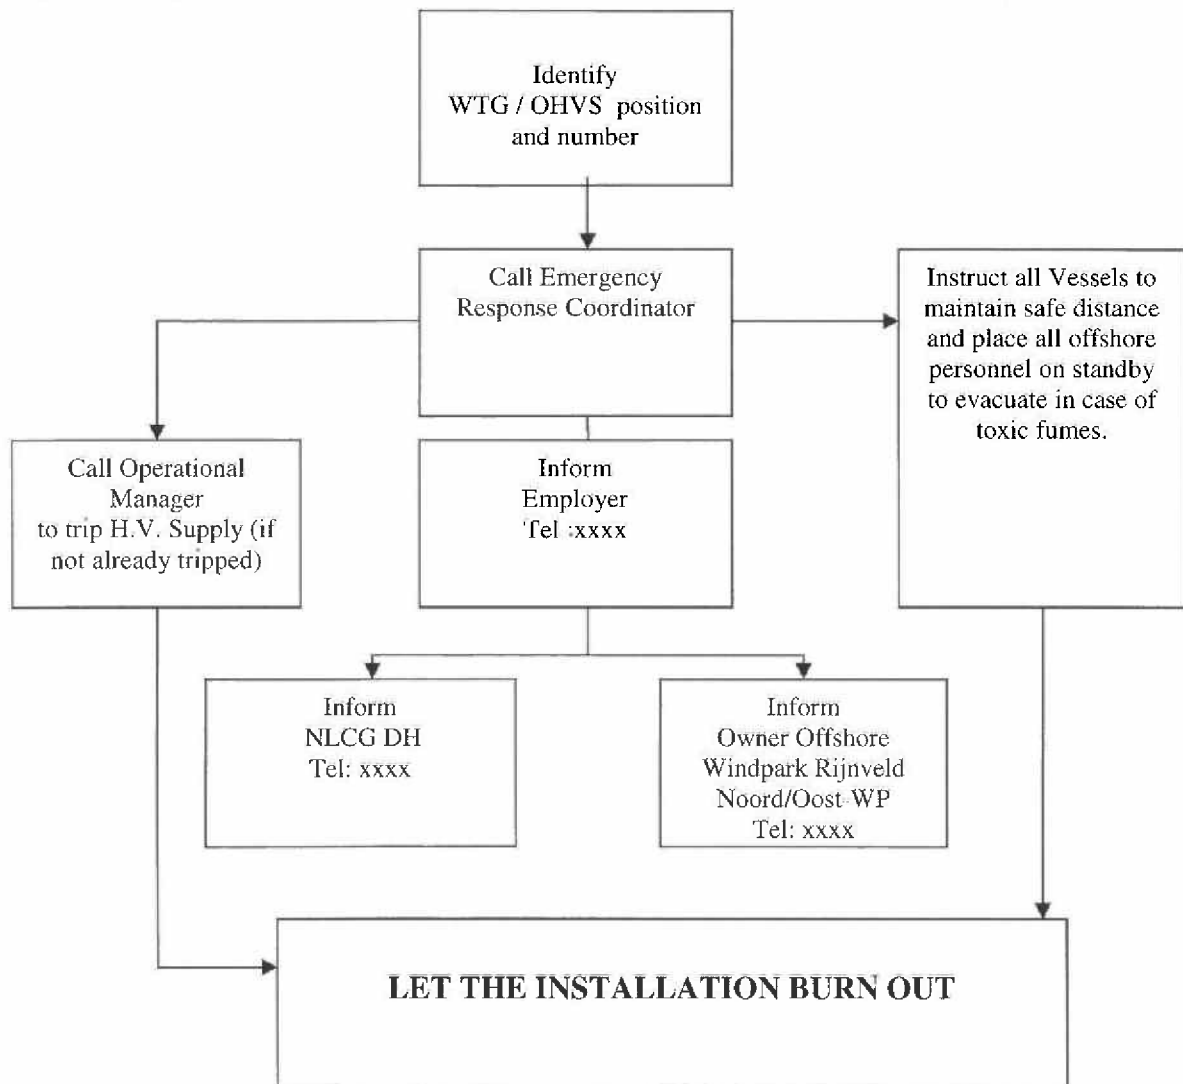 Identify
WTG / OHVS position
and number
Call Emergency
Response Coordinator
Instruct all Vessels to
maintain safe distance
and place all offshore
personnel on standby
to evacuate in case of
toxic fumes.
Call Operational
Manager
to trip H.V. Supply (if
not already tripped)
Inform
Employer
Tel :xxxx
Inform
NLCG DH
Tel: xxxx
Inform
Owner Offshore
Windpark Rijnveld
Noord/Oost-WP
Tel: xxxx
LET THE INSTALLATION BURN OUT